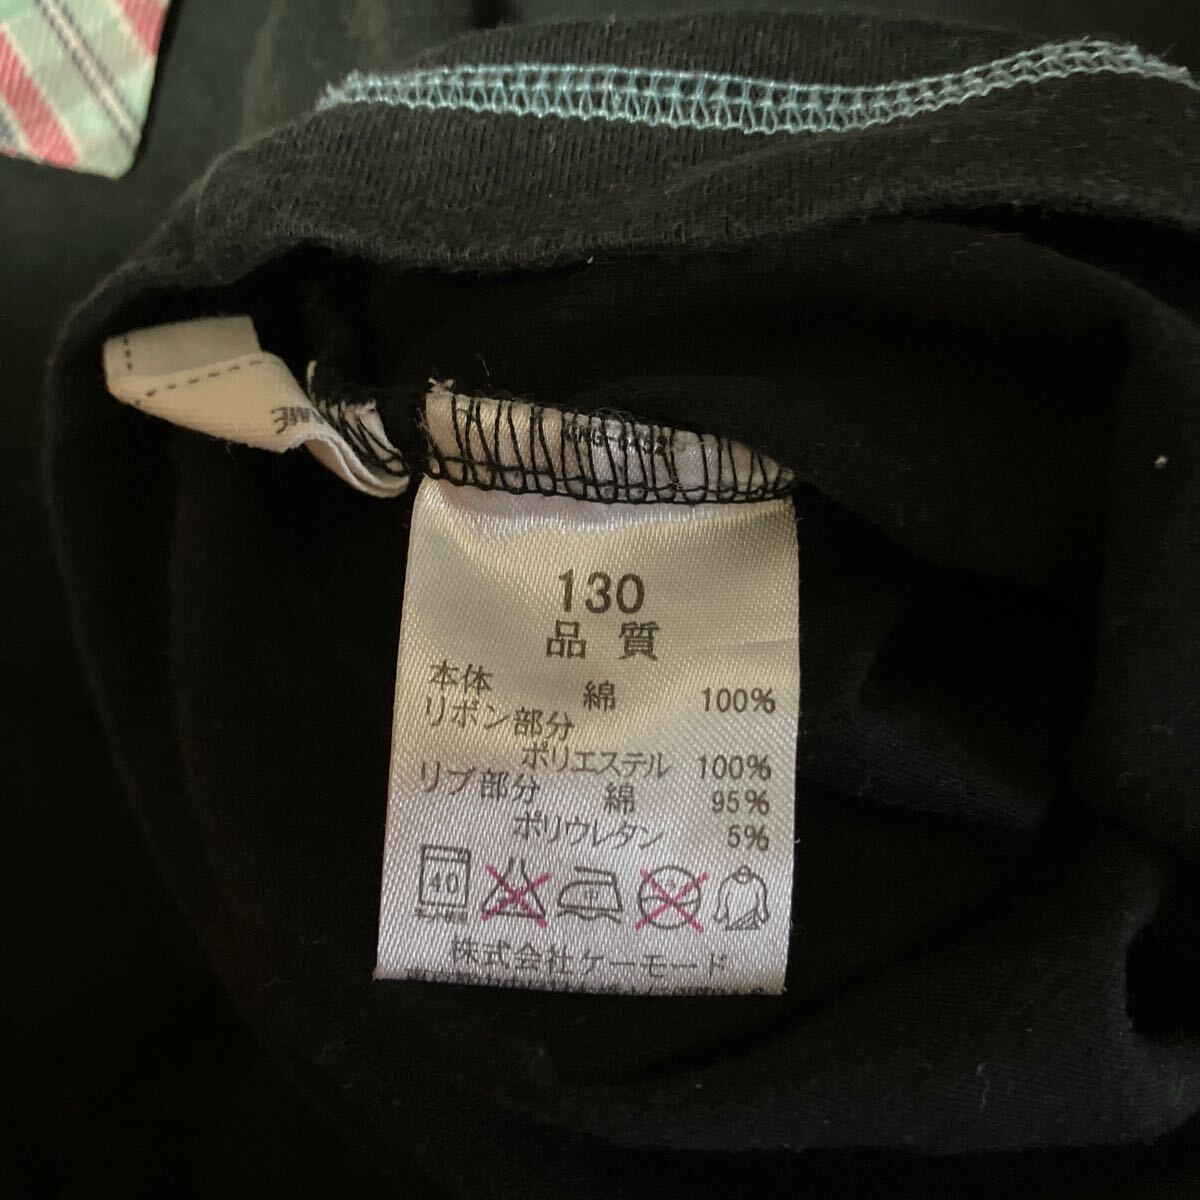 130
品質
本体 綿 100%
リボン部分
ポリエステル 100%
リブ部分 綿 95%
ポリウレタン 5%
40
株式会社ケーモード